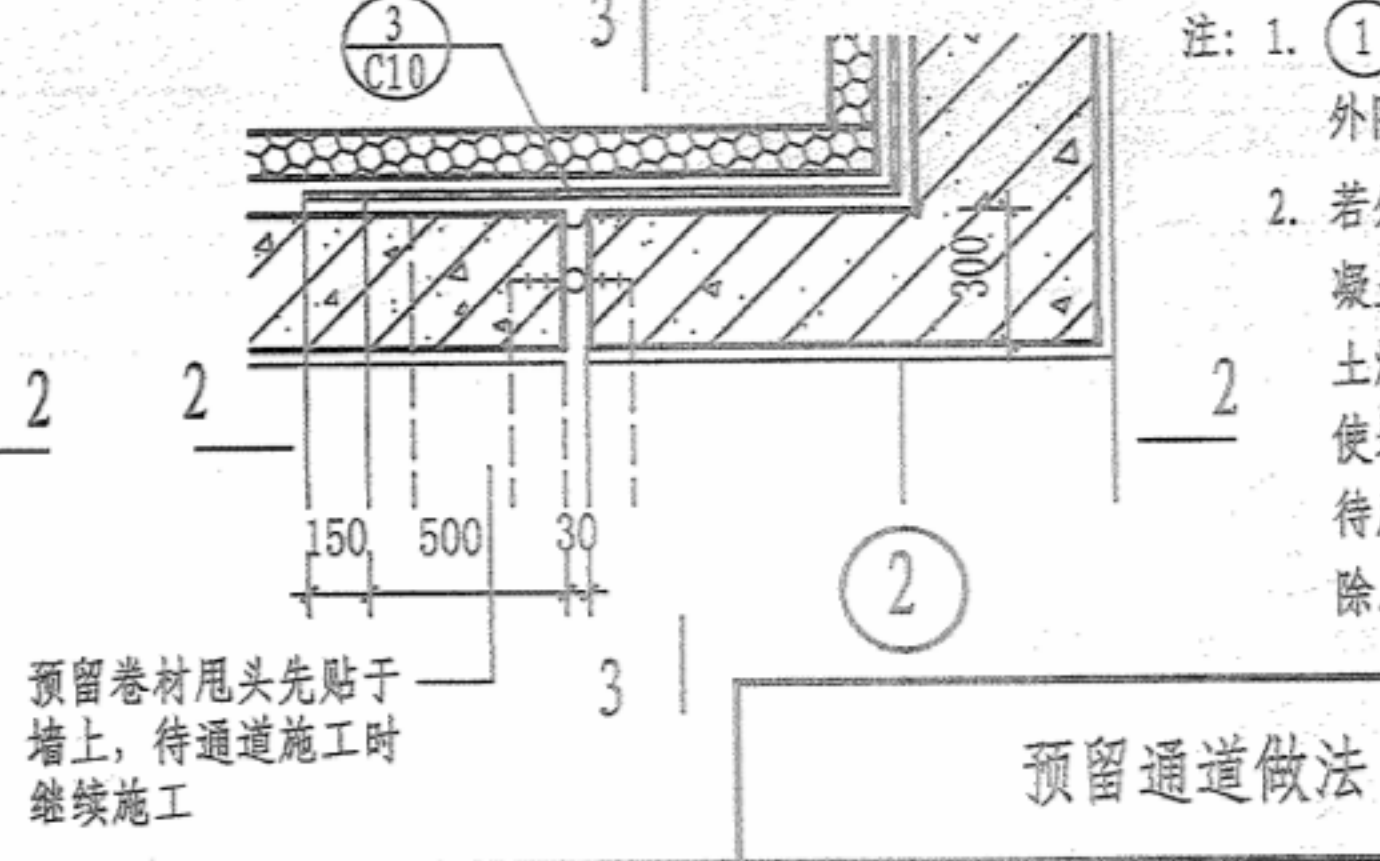 3
C10
3
注: 1. ①
外
2. 若
凝
300
土
2
2
2
使
待
150 500 30
2
除
3
预留卷材甩头先贴于
墙上，待通道施工时
继续施工
预留通道做法